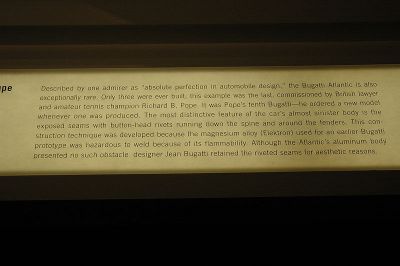 pe
Described by one admirer as "absolute perfection in automobile design," the Bugatti Atlantic is also
exceptionally rare. Only three were ever built; this example was the last, commissioned by British lawyer
and amateur tennis champion Richard B. Pope. It was Pope's tenth Bugatti—he ordered a new model
whenever one was produced. The most distinctive feature of the car's almost sinister body is the
exposed seams with button-head rivets running down the spine and around the fenders. This con-
struction technique was developed because the magnesium alloy (Elektron) used for an earlier Bugatti
prototype was hazardous to weld because of its flammability. Although the Atlantic's aluminum body
presented no such obstacle, designer Jean Bugatti retained the riveted seams for aesthetic reasons.